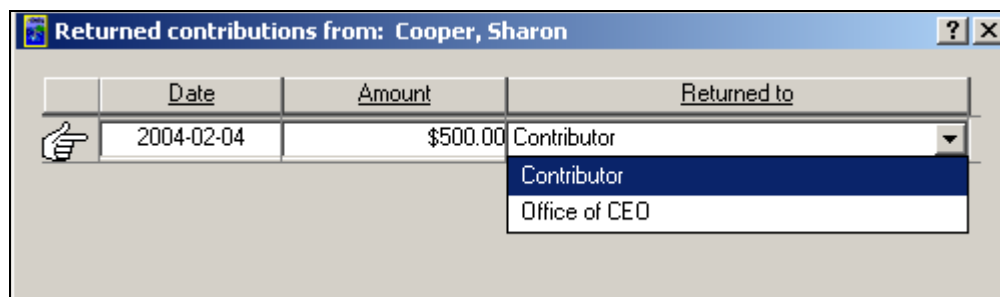 Returned contributions from: Cooper, Sharon ? ×
Date Amount Returned to
2004-02-04 $500.00 Contributor
Contributor
Office of CEO